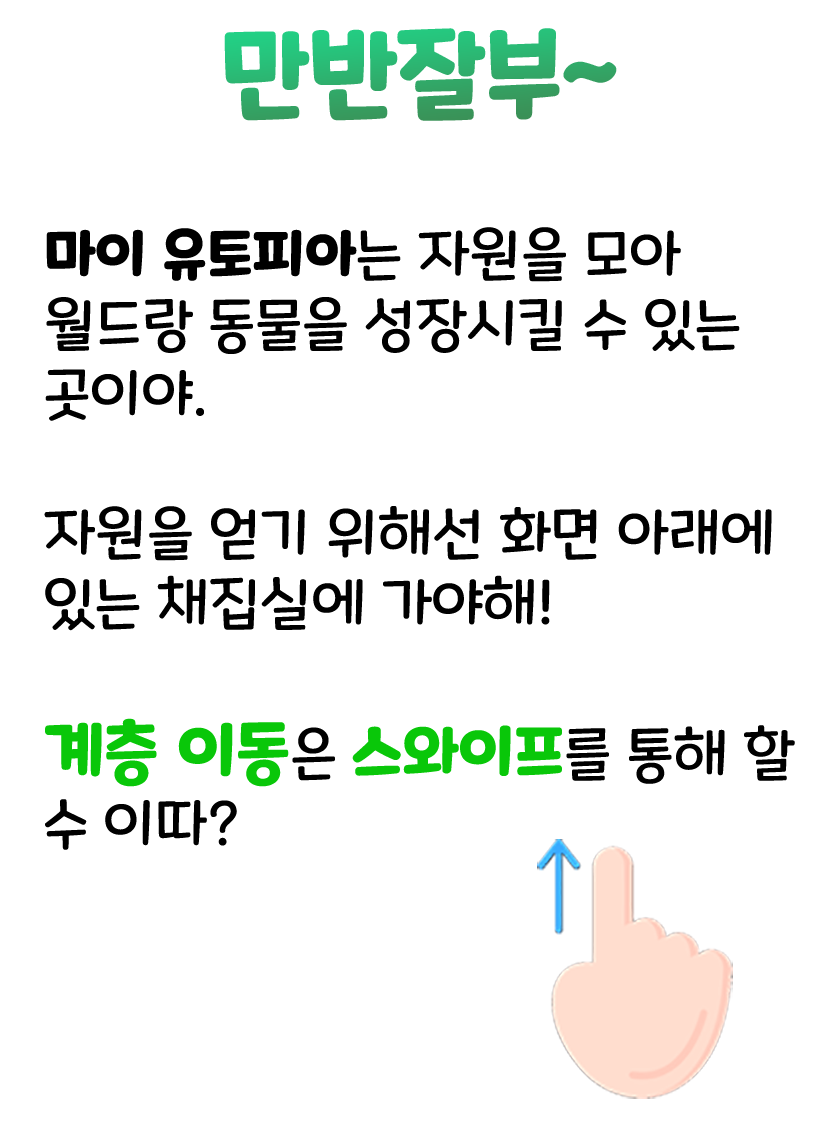 만반잘부~
마이 유토피아는 자원을 모아
월드랑 동물을 성장시킬 수 있는
곳이야.
자원을 얻기 위해선 화면 아래에
있는 채집실에 가야해!
계층 이동은 스와이프를 통해 할
수 이따?